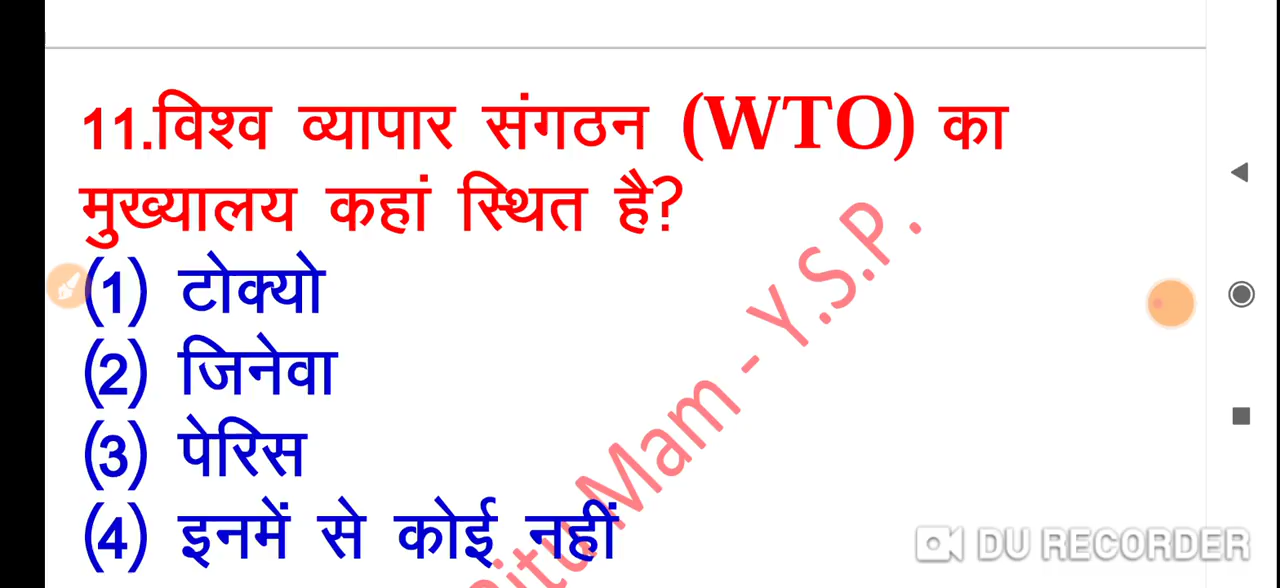 11.विश्व व्यापार संगठन (WTO) का
मुख्यालय कहां स्थित है?
(1) टोक्यो
(2) जिनेवा
(3) पेरिस
(4) इनमें से कोई नहीं
Mam - Y.S.P.
DU RECORDER